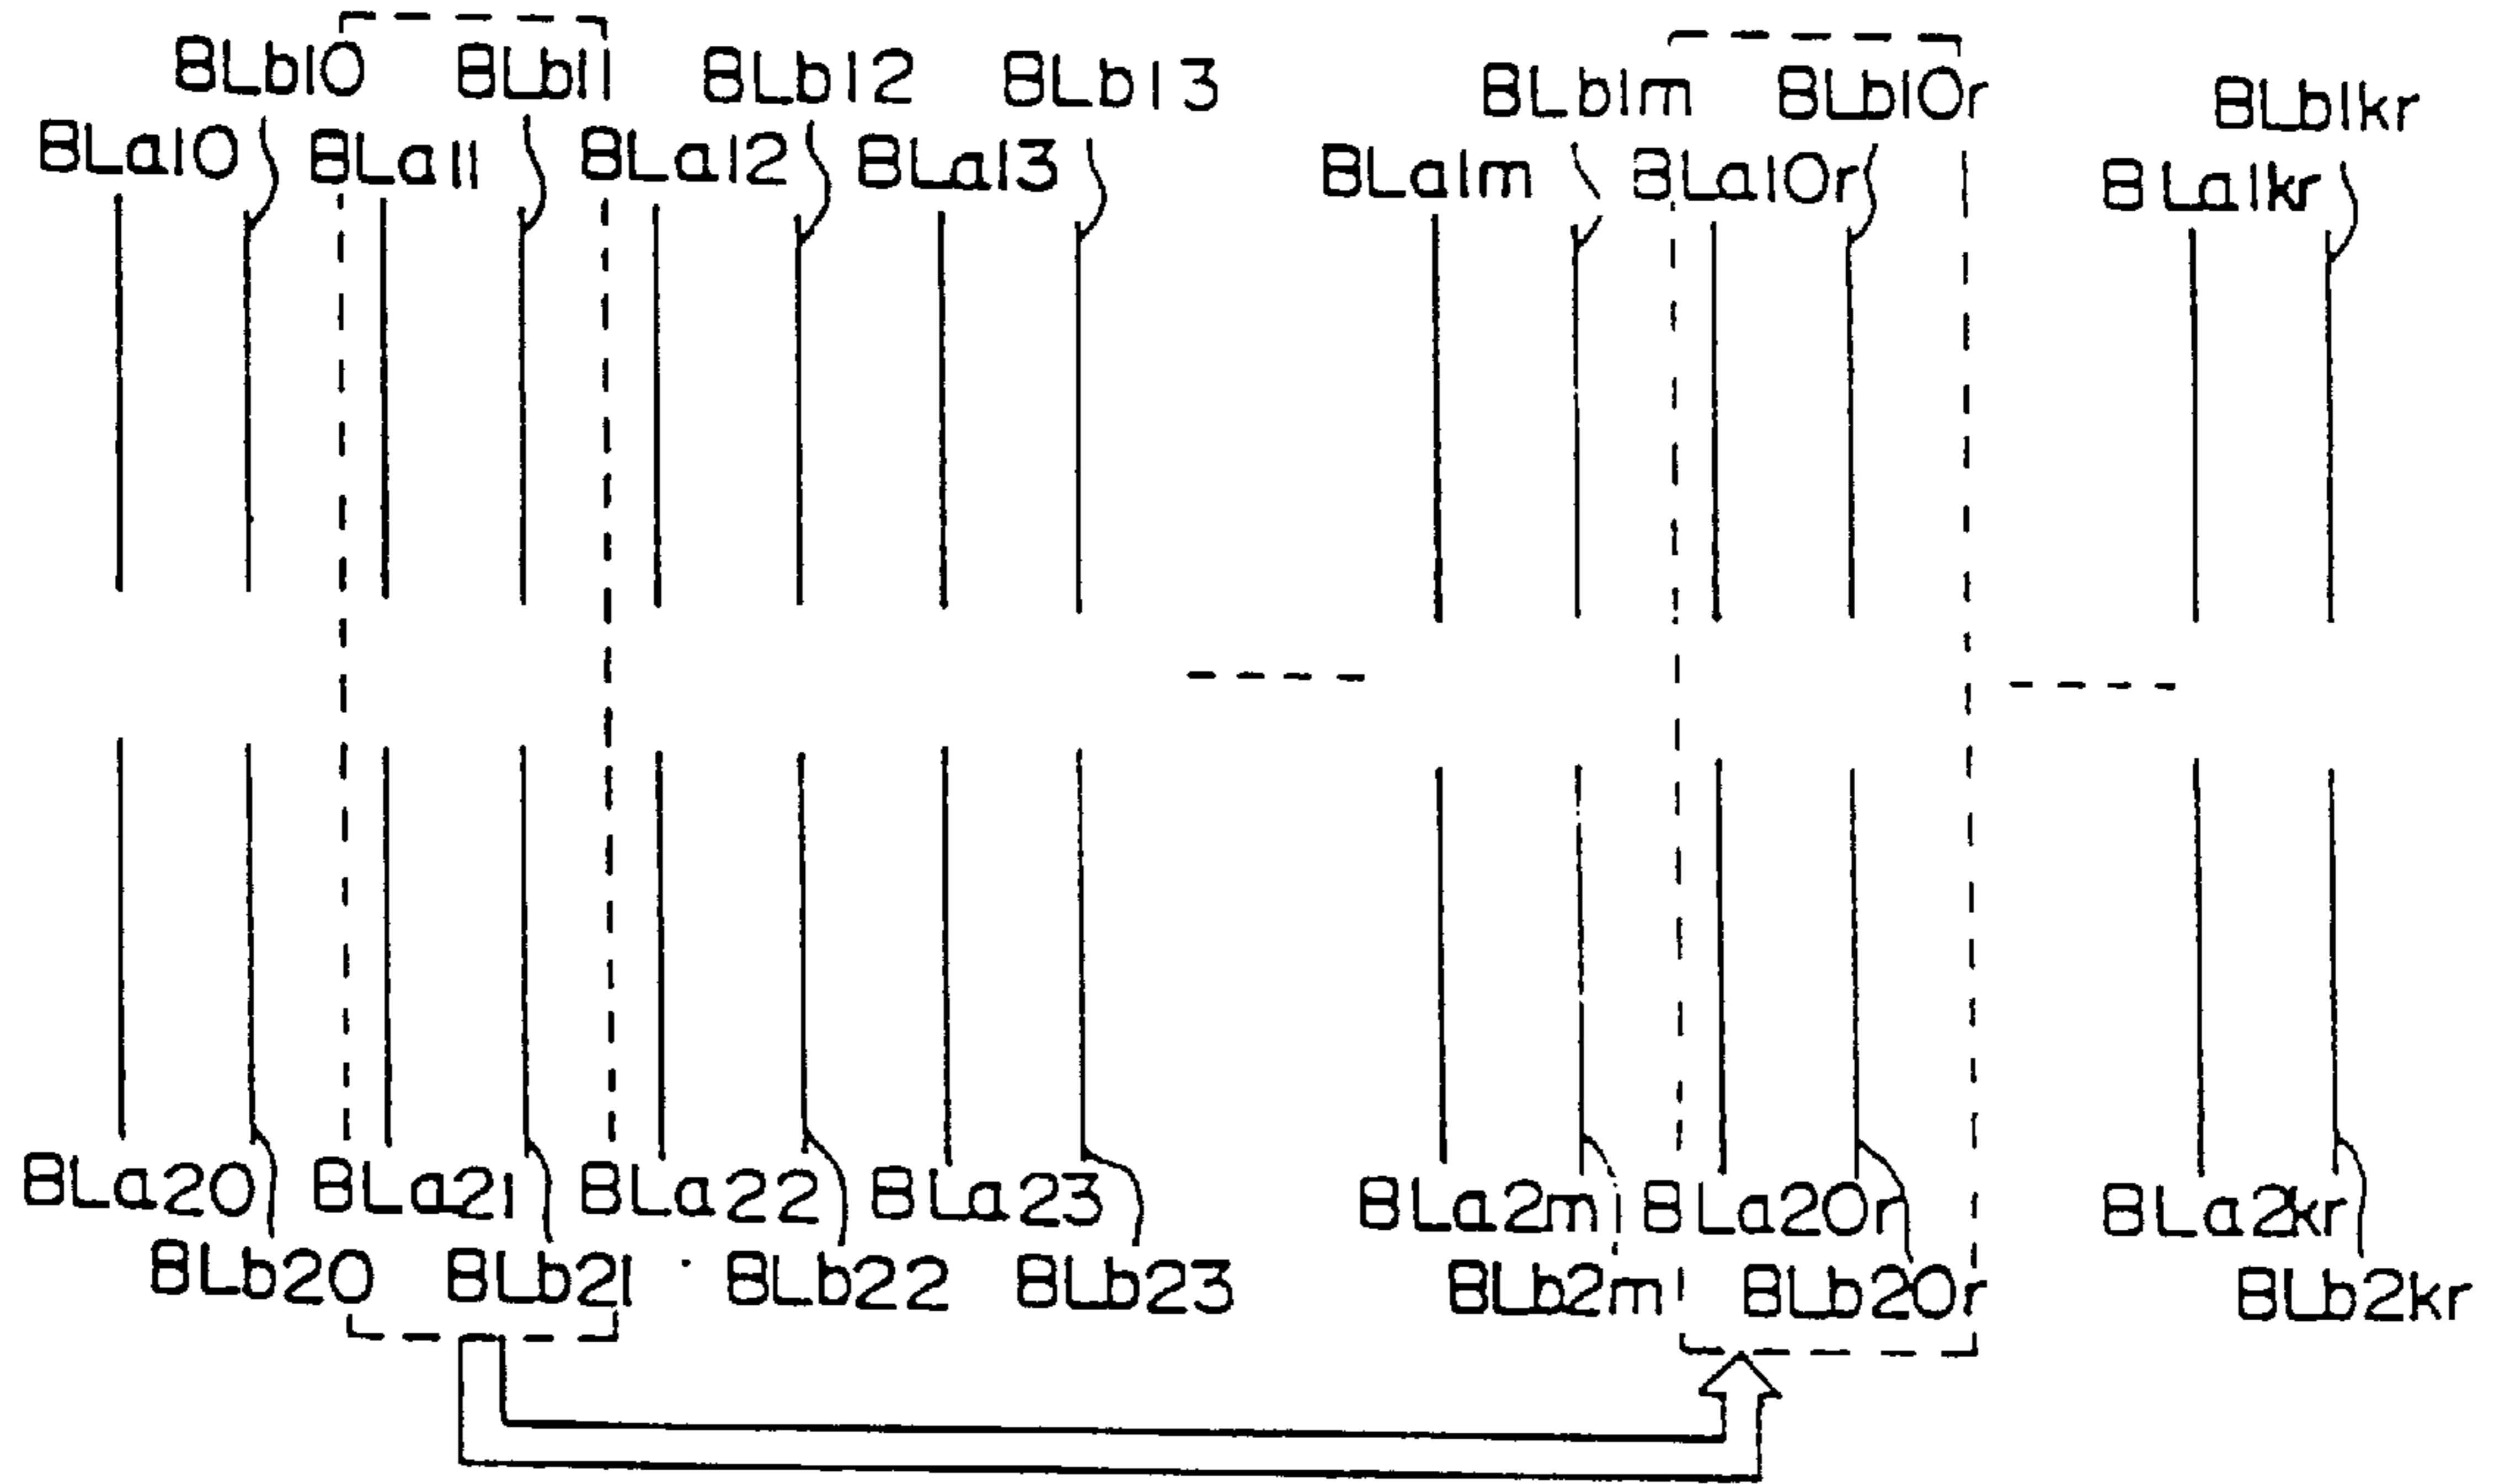 BLb10 BLb11 BLb12 BLb13 BLb1m BLb10r BLb1kr
BLa10 BLa11 BLa12 BLa13 BLa1m BLa10r BLa1kr
BLa20 BLa21 BLa22 BLa23 BLa2m BLa20r BLa2kr
BLb20 BLb21 BLb22 BLb23 BLb2m BLb20r BLb2kr